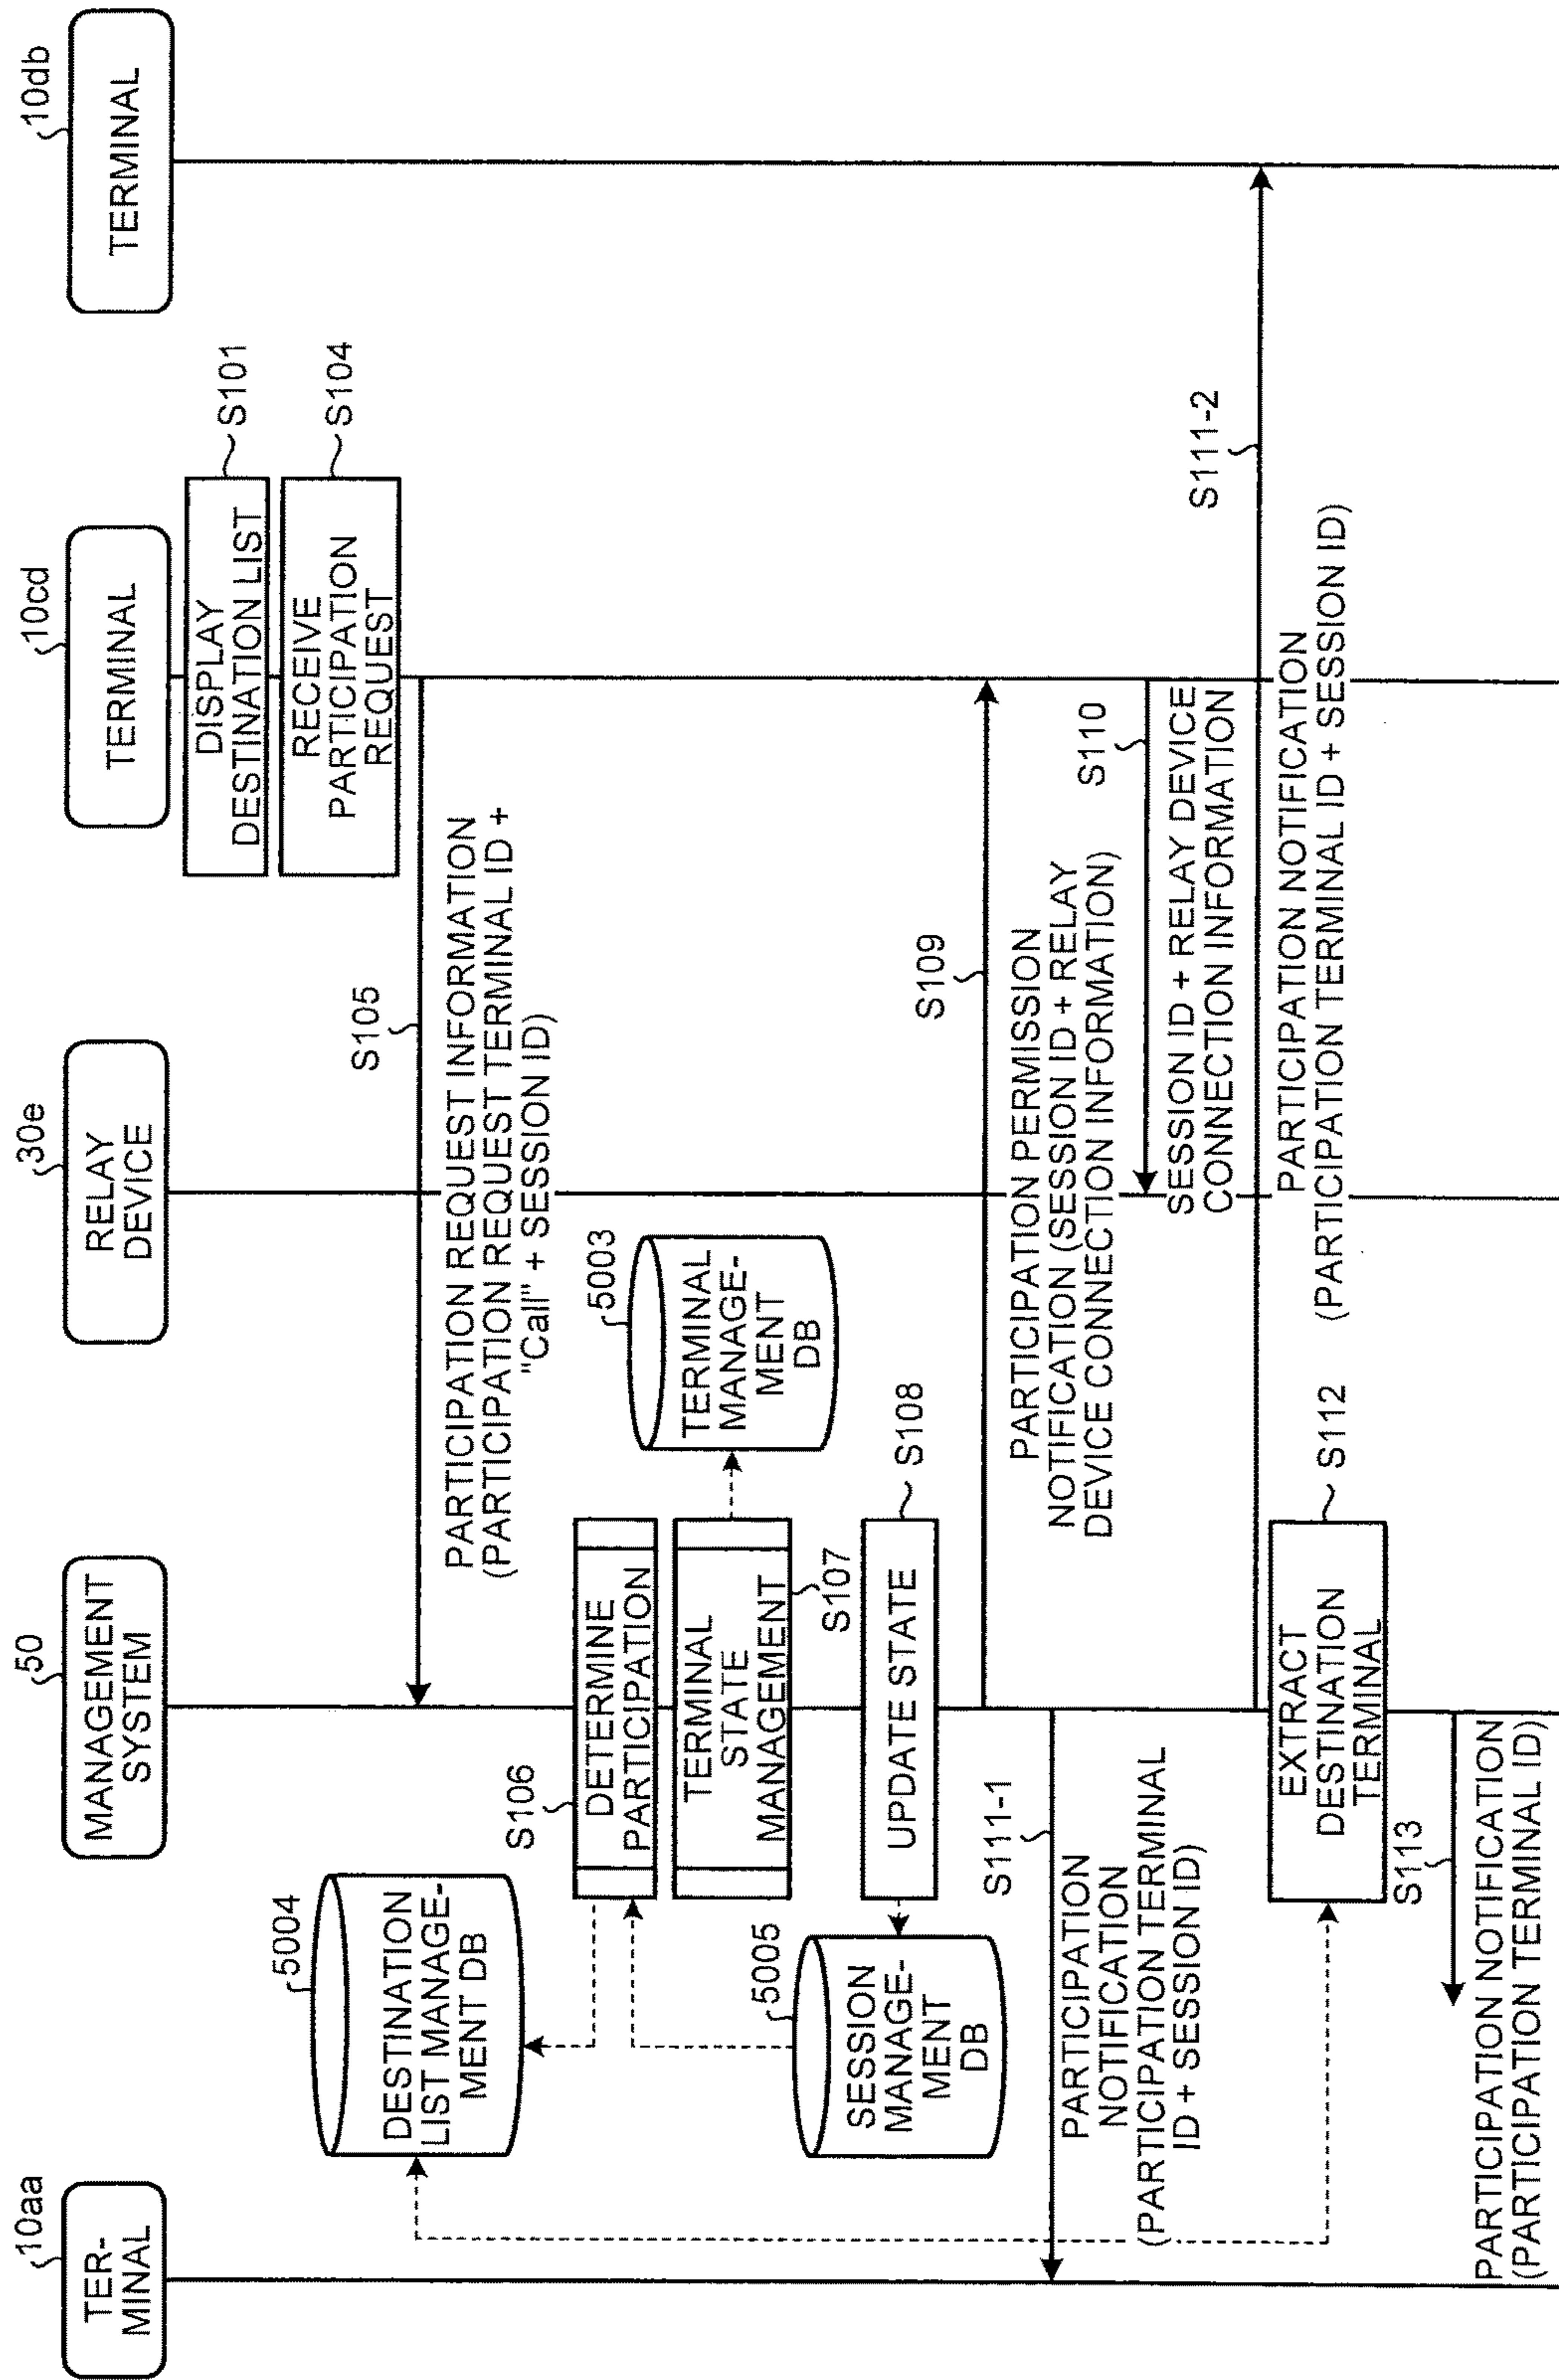 10aa
TER-
MINAL
50
MANAGEMENT
SYSTEM
30e
RELAY
DEVICE
10cd
TERMINAL
10db
TERMINAL
DISPLAY
DESTINATION LIST
S101
RECEIVE
PARTICIPATION
REQUEST
S104
S105
PARTICIPATION REQUEST INFORMATION
(PARTICIPATION REQUEST TERMINAL ID +
"Call" + SESSION ID)
5004
DESTINATION
LIST MANAGE-
MENT DB
S106
DETERMINE
PARTICIPATION
5003
TERMINAL
MANAGE-
MENT
DB
TERMINAL
STATE
MANAGEMENT
S107
5005
SESSION
MANAGE-
MENT
DB
UPDATE STATE
S108
S109
PARTICIPATION PERMISSION
NOTIFICATION (SESSION ID + RELAY
DEVICE CONNECTION INFORMATION)
S111-1
PARTICIPATION
NOTIFICATION
(PARTICIPATION TERMINAL
ID + SESSION ID)
S110
SESSION ID + RELAY DEVICE
CONNECTION INFORMATION
S111-2
PARTICIPATION NOTIFICATION
(PARTICIPATION TERMINAL ID + SESSION ID)
EXTRACT
DESTINATION
TERMINAL
S112
S113
PARTICIPATION NOTIFICATION
(PARTICIPATION TERMINAL ID)